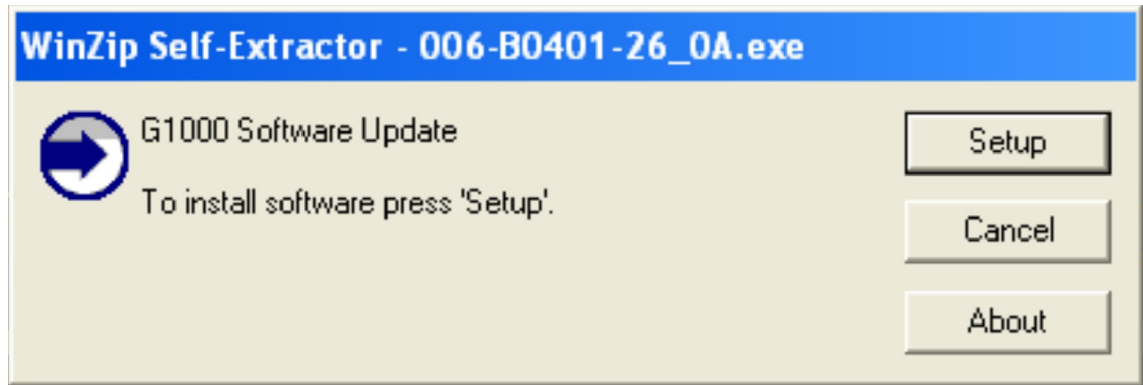 WinZip Self-Extractor - 006-B0401-26_0A.exe
G1000 Software Update
To install software press 'Setup'.
Setup
Cancel
About